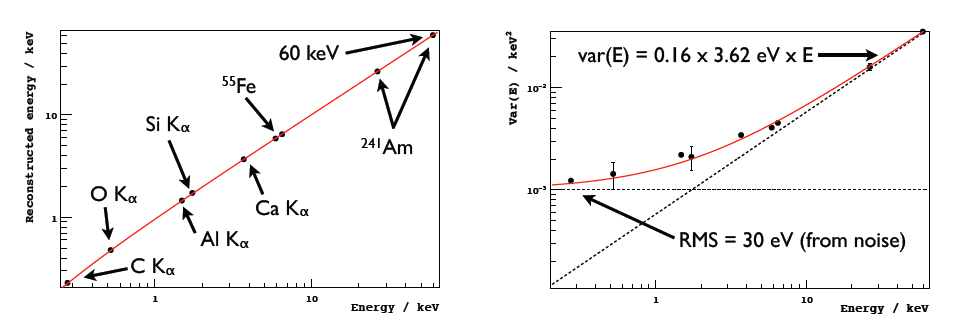 Reconstructed energy / keV
10
1
60 keV
⁵⁵Fe
Si Kα
²⁴¹Am
O Kα
Ca Kα
Al Kα
C Kα
1
10
Energy / keV
Var(E) / keV²
10⁻²
10⁻³
var(E) = 0.16 x 3.62 eV x E
RMS = 30 eV (from noise)
1
10
Energy / keV